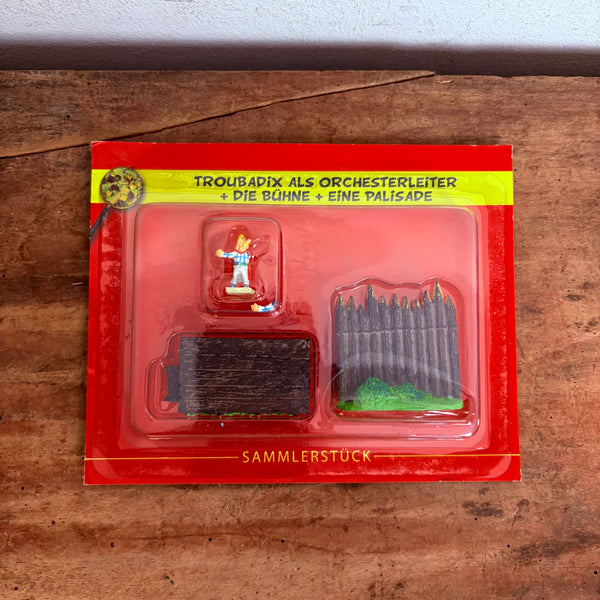 TROUBADIX ALS ORCHESTERLEITER
+ DIE BÜHNE + EINE PALISADE
SAMMLERSTÜCK